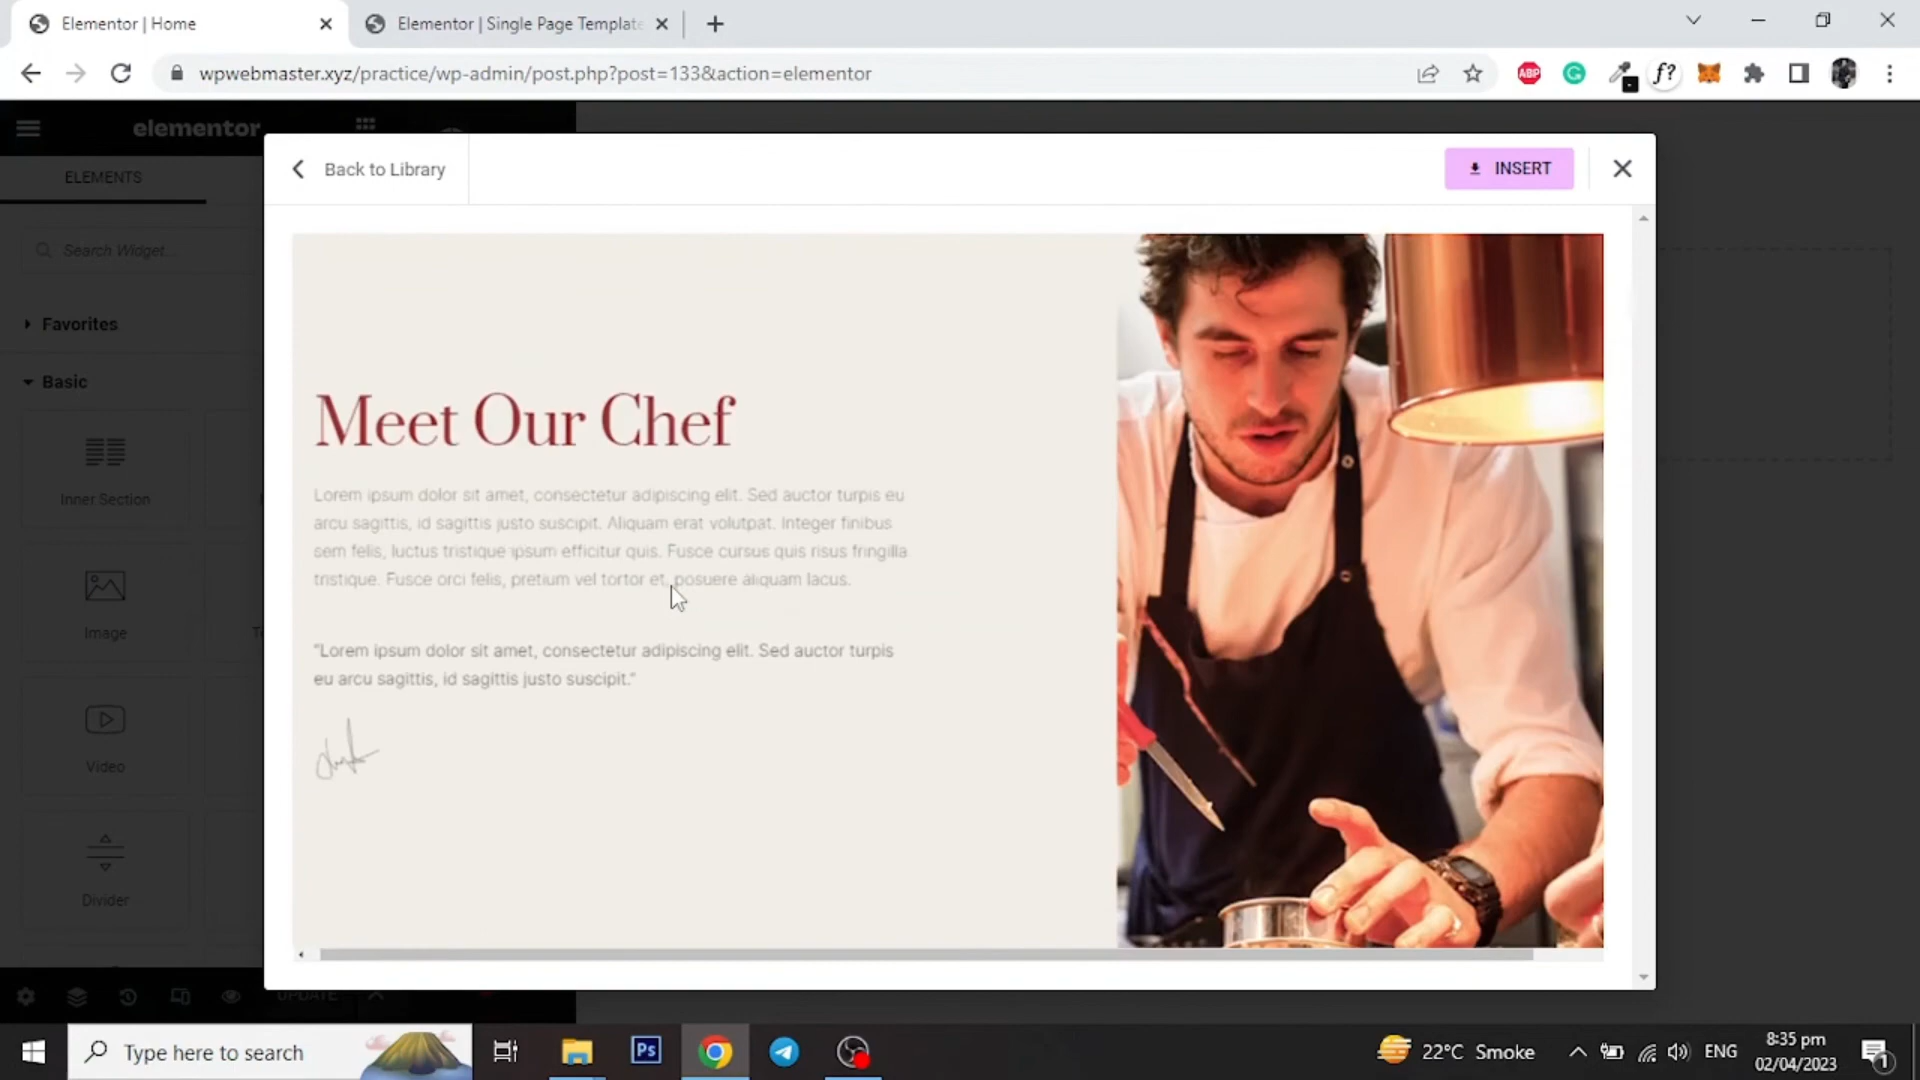 Elementor | Home
Elementor | Single Page Template
wpwebmaster.xyz/practice/wp-admin/post.php?post=133&action=elementor
ABP
f?
elementor
Back to Library
INSERT
ELEMENTS
Search Widget...
Favorites
Basic
Inner Section
Image
Video
Divider
Meet Our Chef
Lorem ipsum dolor sit amet, consectetur adipiscing elit. Sed auctor turpis eu
arcu sagittis, id sagittis justo suscipit. Aliquam erat volutpat. Integer finibus
sem felis, luctus tristique ipsum efficitur quis. Fusce cursus quis risus fringilla
tristique. Fusce orci felis, pretium vel tortor et, posuere aliquam lacus.
"Lorem ipsum dolor sit amet, consectetur adipiscing elit. Sed auctor turpis
eu arcu sagittis, id sagittis justo suscipit."
UPDATE
Type here to search
Ps
22°C Smoke
ENG
8:35 pm
02/04/2023
1